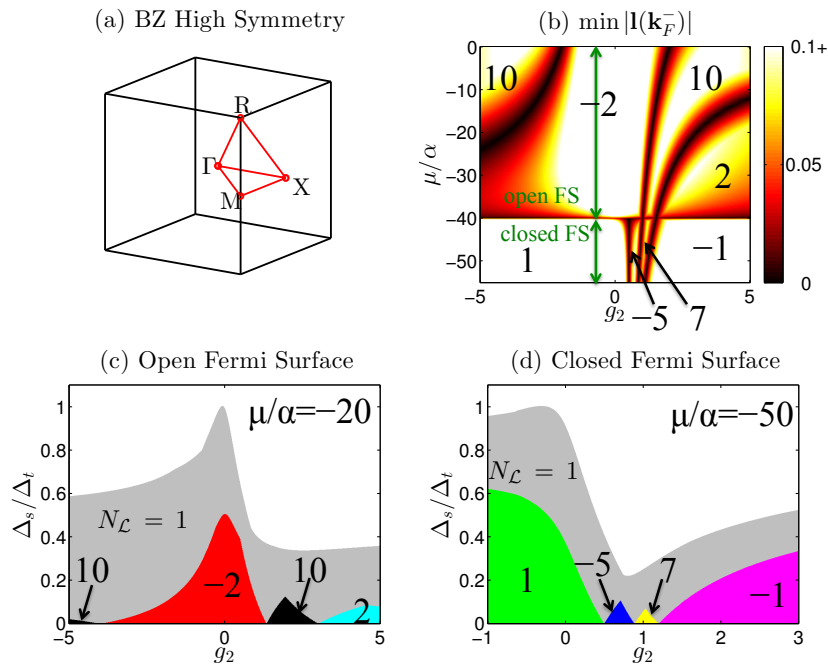 (a) BZ High Symmetry
R
Γ
X
M
(b) min |l(k_F^-)|
0
-10
-20
-30
-40
-50
μ/α
10
-2
10
2
open FS
closed FS
1
-1
-5
0
5
g_2
-5
7
0.1+
0.05
0
(c) Open Fermi Surface
μ/α=-20
1
0.8
0.6
0.4
0.2
0
Δ_s/Δ_t
N_ℒ = 1
10
-2
10
2
-5
0
5
g_2
(d) Closed Fermi Surface
μ/α=-50
1
0.8
0.6
0.4
0.2
0
Δ_s/Δ_t
N_ℒ = 1
-5
7
1
-1
-1
0
1
2
3
g_2